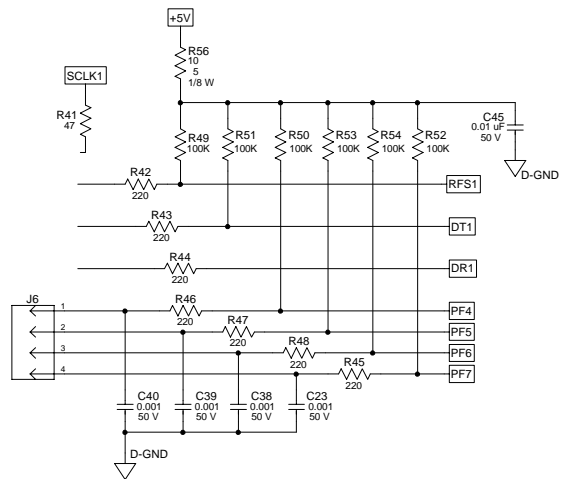 +5V
R56
10
5
1/8 W
SCLK1
R41
47
R49
100K
R51
100K
R50
100K
R53
100K
R54
100K
R52
100K
C45
0.01 uF
50 V
D-GND
R42
220
RFS1
R43
220
DT1
R44
220
DR1
J6
1
R46
220
PF4
2
R47
220
PF5
3
R48
220
PF6
4
R45
220
PF7
C40
0.001
50 V
C39
0.001
50 V
C38
0.001
50 V
C23
0.001
50 V
D-GND